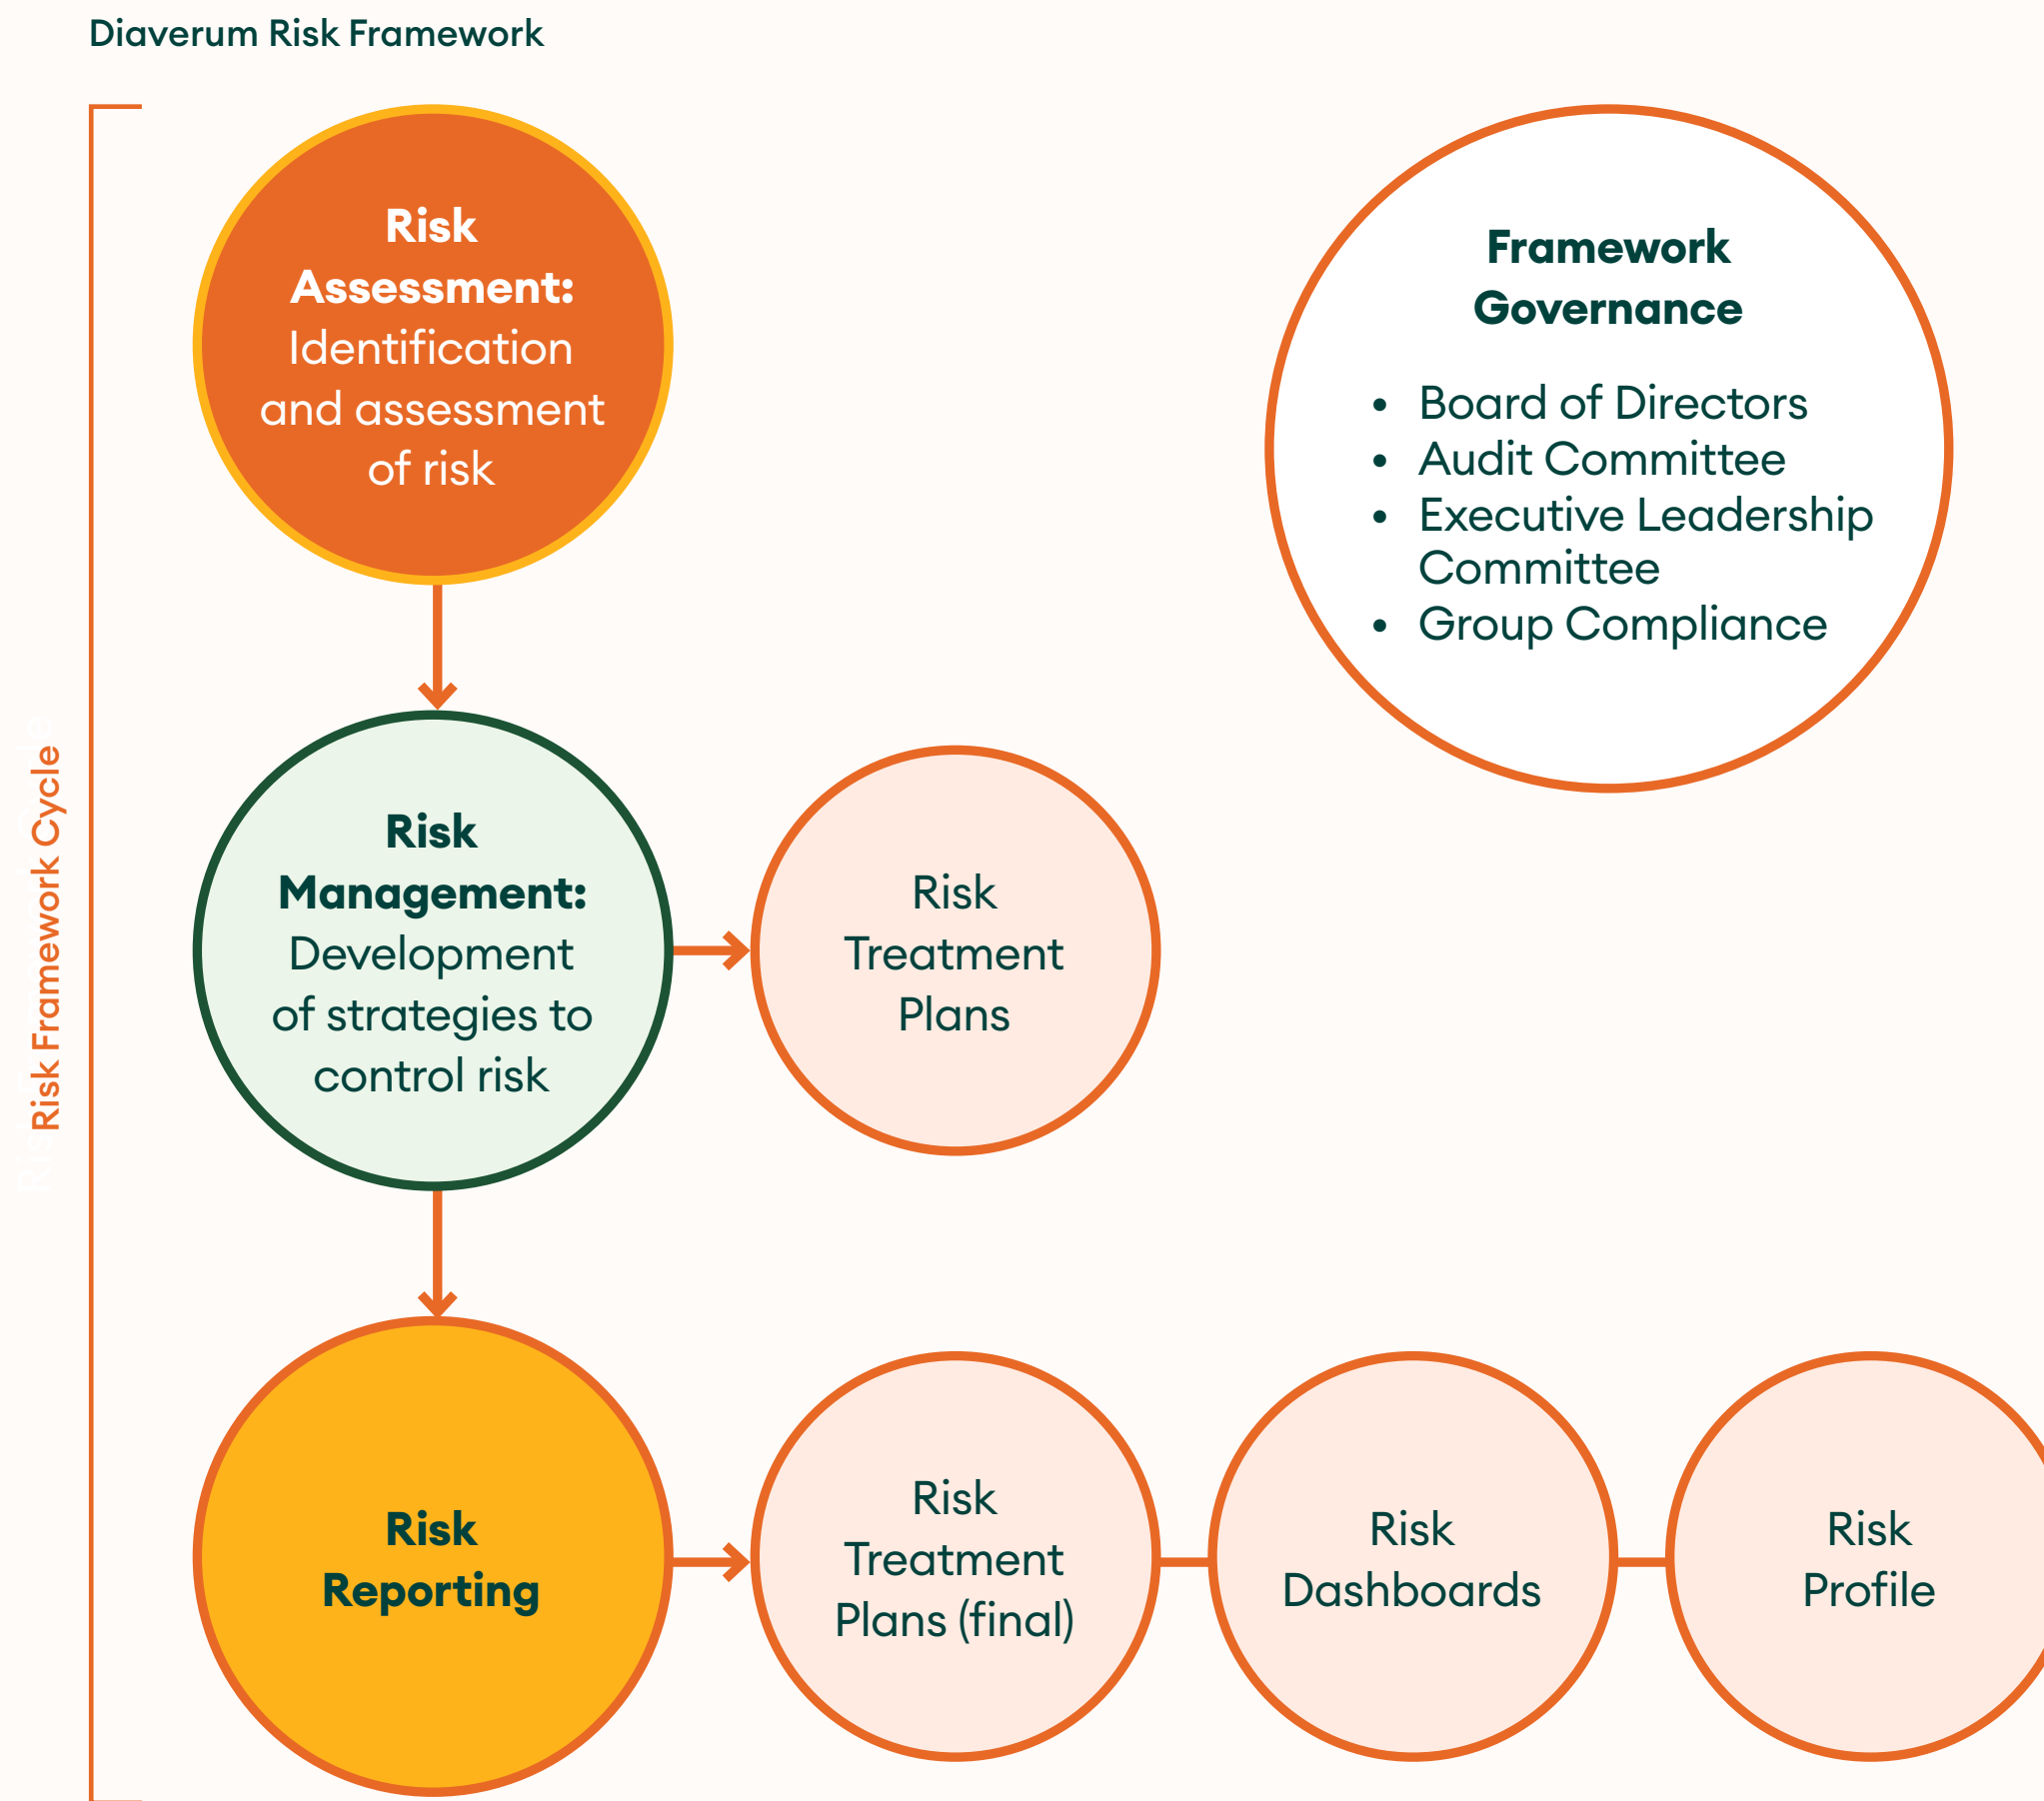 Diaverum Risk Framework
Risk Framework Cycle
Risk
Assessment:
Identification
and assessment
of risk
Framework
Governance
• Board of Directors
• Audit Committee
• Executive Leadership
Committee
• Group Compliance
Risk
Management:
Development
of strategies to
control risk
Risk
Treatment
Plans
Risk
Reporting
Risk
Treatment
Plans (final)
Risk
Dashboards
Risk
Profile